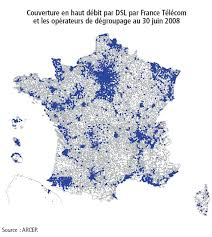 Couverture en haut débit par DSL par France Télécom
et les opérateurs de dégroupage au 30 juin 2008
Source : ARCEP.